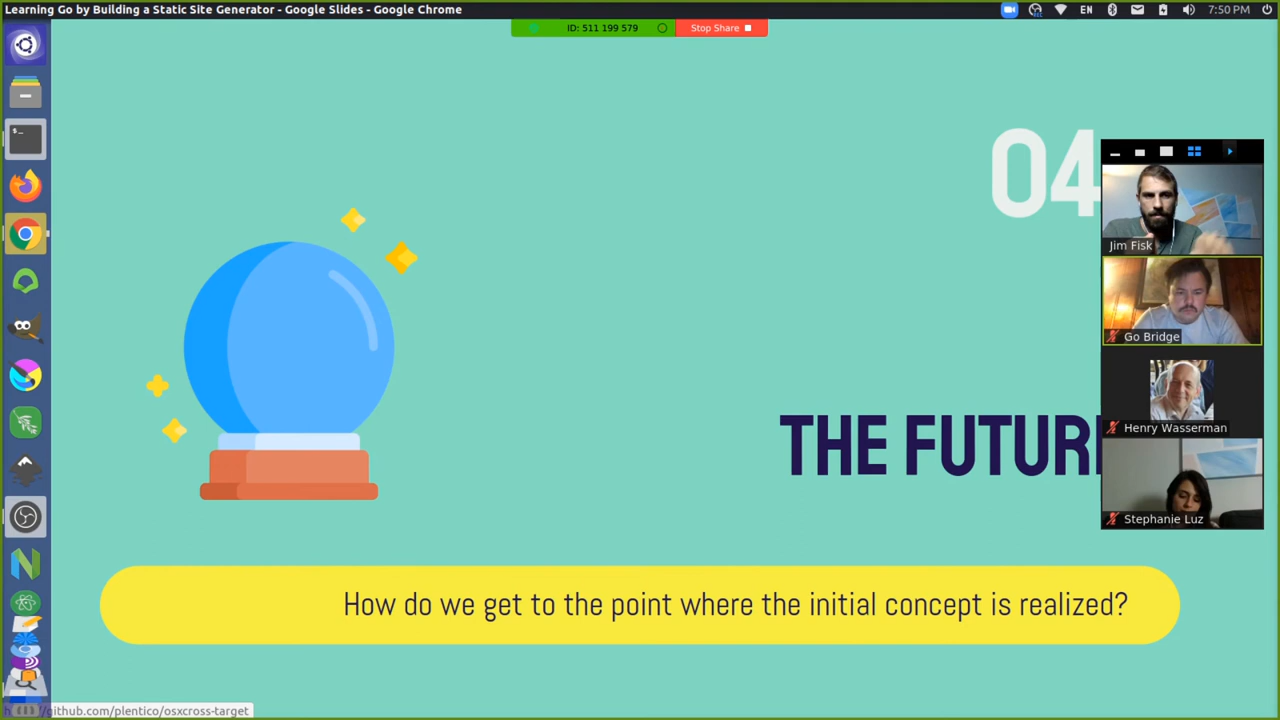 Learning Go by Building a Static Site Generator - Google Slides - Google Chrome
EN
7:50 PM
ID: 511 199 579
Stop Share
04
Jim Fisk
Go Bridge
Henry Wasserman
THE FUTUR
Stephanie Luz
How do we get to the point where the initial concept is realized?
//github.com/plentico/osxcross-target